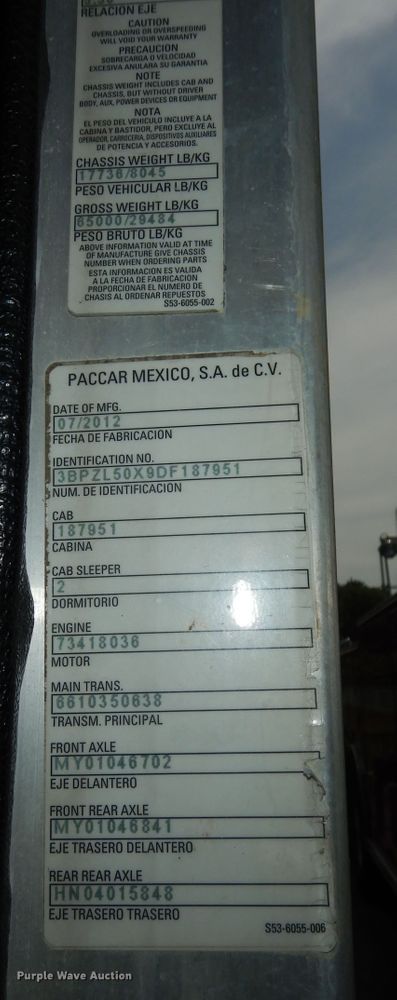 RELACION EJE
CAUTION
OVERLOADING OR OVERSPEEDING
WILL VOID YOUR WARRANTY
PRECAUCION
SOBRECARGA O VELOCIDAD
EXCESIVA ANULARA SU GARANTIA
NOTE
CHASSIS WEIGHT INCLUDES CAB AND
CHASSIS, BUT WITHOUT DRIVER
BODY, AUX, POWER DEVICES OR EQUIPMENT
NOTA
EL PESO DEL VEHICULO INCLUYE A LA
CABINA Y BASTIDOR, PERO EXCLUYE AL
OPERADOR, CARROCERIA, DISPOSITIVOS AUXILIARES
DE POTENCIA Y ACCESORIOS.
CHASSIS WEIGHT LB/KG
17736/8045
PESO VEHICULAR LB/KG
GROSS WEIGHT LB/KG
65000/29484
PESO BRUTO LB/KG
ABOVE INFORMATION VALID AT TIME
OF MANUFACTURE GIVE CHASSIS
NUMBER WHEN ORDERING PARTS
ESTA INFORMACION ES VALIDA
A LA FECHA DE FABRICACION
PROPORCIONAR EL NUMERO DE
CHASIS AL ORDENAR REPUESTOS
S53-6055-002
PACCAR MEXICO, S.A. de C.V.
DATE OF MFG.
07/2012
FECHA DE FABRICACION
IDENTIFICATION NO.
3BPZL50X9DF187951
NUM. DE IDENTIFICACION
CAB
187951
CABINA
CAB SLEEPER
2
DORMITORIO
ENGINE
73418036
MOTOR
MAIN TRANS.
6610350638
TRANSM. PRINCIPAL
FRONT AXLE
MY01046702
EJE DELANTERO
FRONT REAR AXLE
MY01046841
EJE TRASERO DELANTERO
REAR REAR AXLE
HN04015848
EJE TRASERO TRASERO
S53-6055-006
Purple Wave Auction